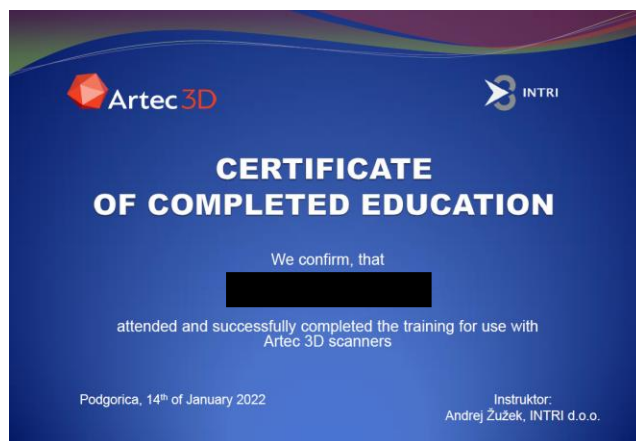 Artec 3D
INTRI
CERTIFICATE
OF COMPLETED EDUCATION
We confirm, that
attended and successfully completed the training for use with
Artec 3D scanners
Podgorica, 14th of January 2022
Instruktor:
Andrej Žužek, INTRI d.o.o.